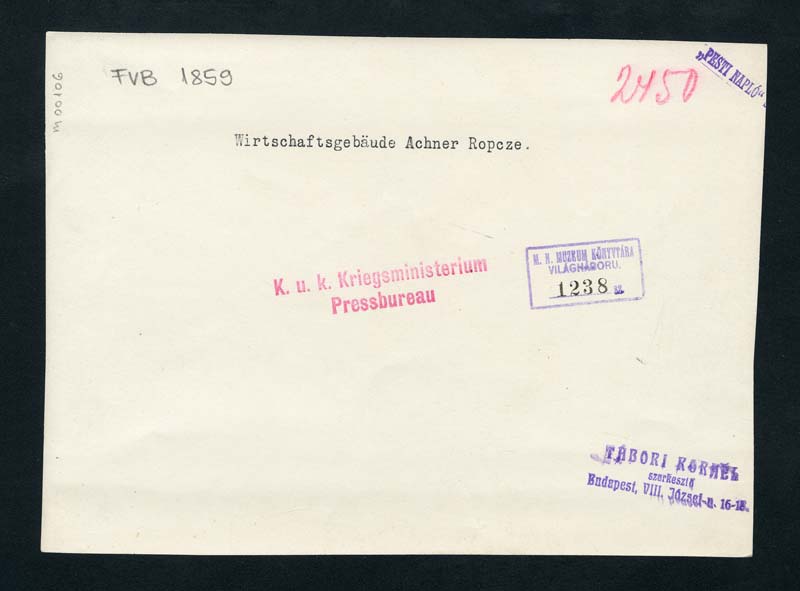 FVB 1859
2450
„PESTI NAPLÓ“
m 00106
Wirtschaftsgebäude Achner Ropcze.
K. u. k. Kriegsministerium
Pressbureau
M. N. MUZEUM KÖNYVTÁRA
VILÁGHÁBORU.
1238 sz.
TÁBORI KORNÉL
szerkesztő
Budapest, VIII, József-u. 16-18.